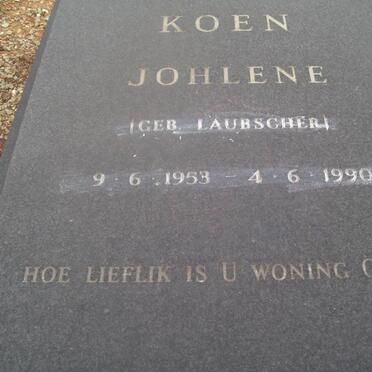 KOEN
JOHLENE
(GEB. LAUBSCHER)
9 · 6 · 1953 - 4 · 6 · 1990
HOE LIEFLIK IS U WONING